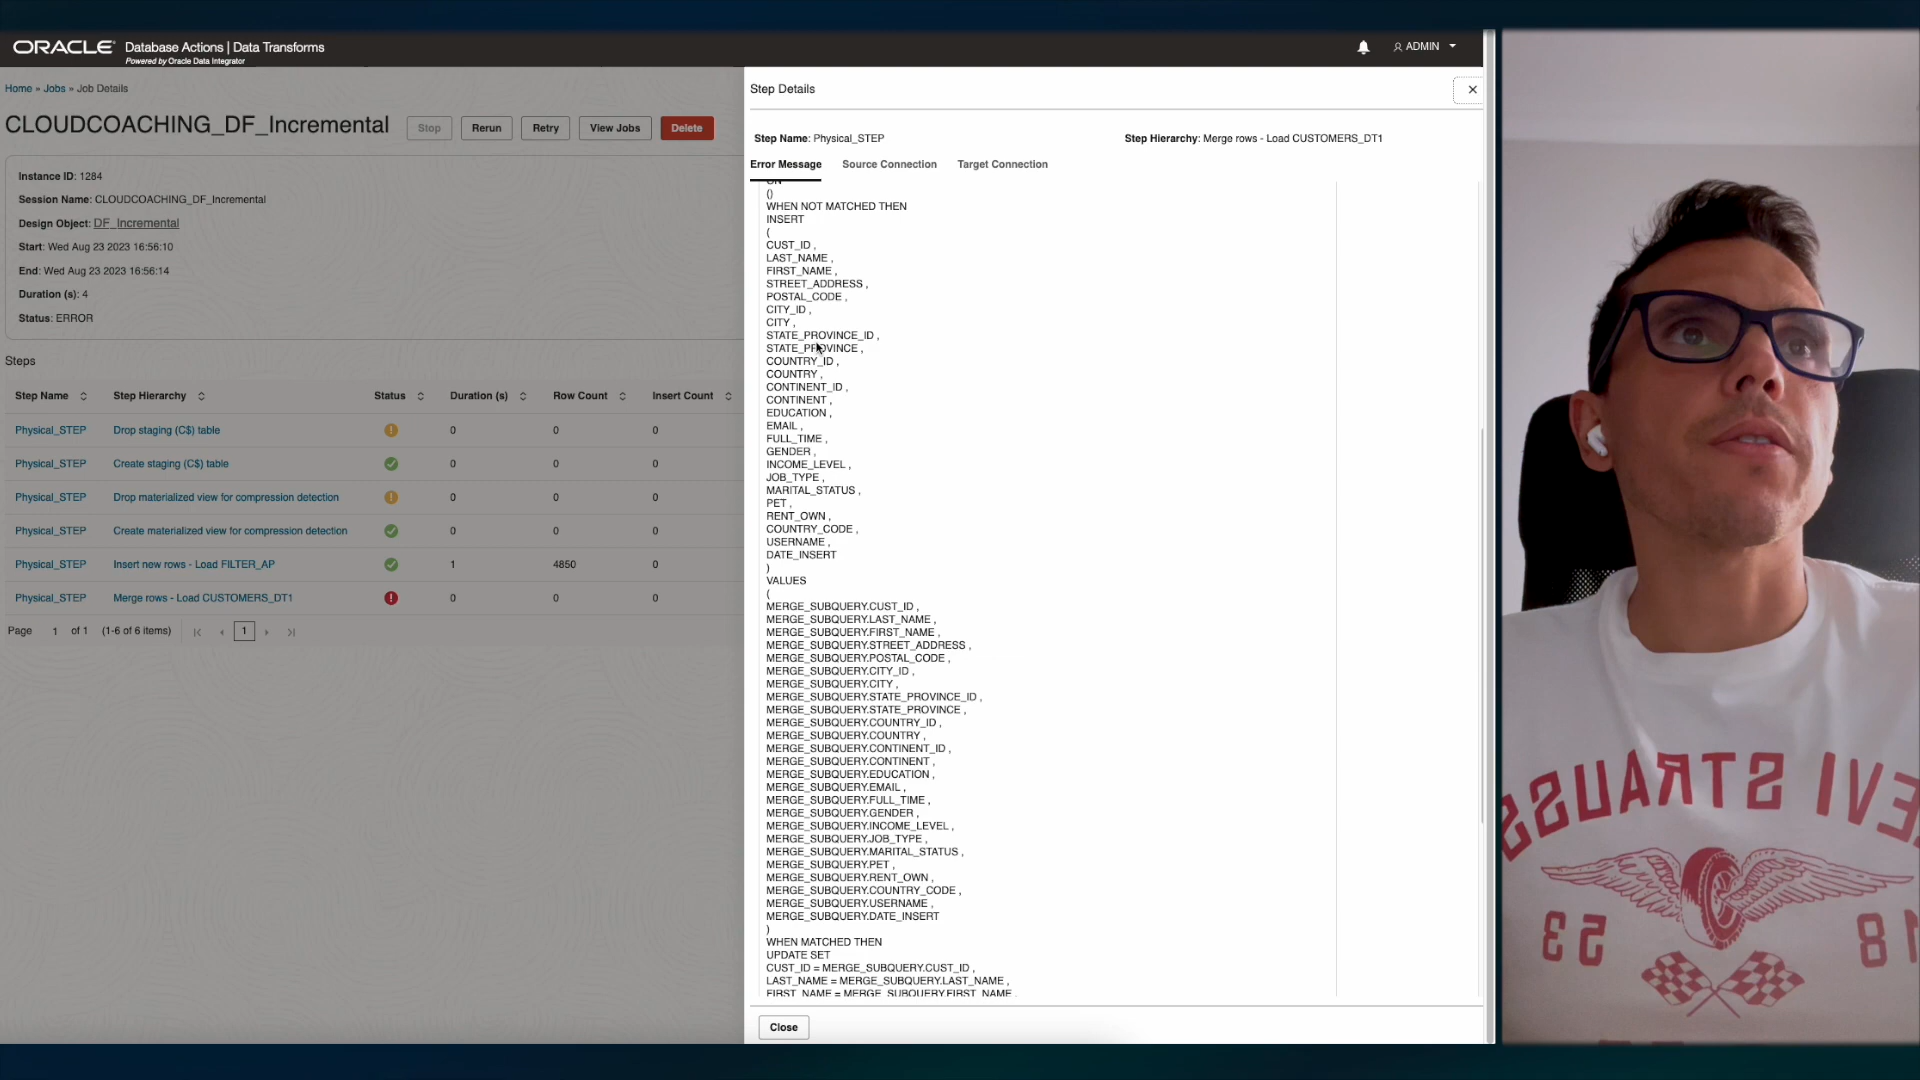 ORACLE Database Actions | Data Transforms
Powered by Oracle Data Integrator
ADMIN
Home » Jobs » Job Details
CLOUDCOACHING_DF_Incremental
Stop
Rerun
Retry
View Jobs
Delete
Instance ID: 1284
Session Name: CLOUDCOACHING_DF_Incremental
Design Object: DF_Incremental
Start: Wed Aug 23 2023 16:56:10
End: Wed Aug 23 2023 16:56:14
Duration (s): 4
Status: ERROR
Steps
Step Name Step Hierarchy Status Duration (s) Row Count Insert Count
Physical_STEP Drop staging (C$) table 0 0 0
Physical_STEP Create staging (C$) table 0 0 0
Physical_STEP Drop materialized view for compression detection 0 0 0
Physical_STEP Create materialized view for compression detection 0 0 0
Physical_STEP Insert new rows - Load FILTER_AP 1 4850 0
Physical_STEP Merge rows - Load CUSTOMERS_DT1 0 0 0
Page 1 of 1 (1-6 of 6 items) 1
Step Details
Step Name: Physical_STEP
Step Hierarchy: Merge rows - Load CUSTOMERS_DT1
Error Message Source Connection Target Connection
ON
()
WHEN NOT MATCHED THEN
INSERT
(
CUST_ID ,
LAST_NAME ,
FIRST_NAME ,
STREET_ADDRESS ,
POSTAL_CODE ,
CITY_ID ,
CITY ,
STATE_PROVINCE_ID ,
STATE_PROVINCE ,
COUNTRY_ID ,
COUNTRY ,
CONTINENT_ID ,
CONTINENT ,
EDUCATION ,
EMAIL ,
FULL_TIME ,
GENDER ,
INCOME_LEVEL ,
JOB_TYPE ,
MARITAL_STATUS ,
PET ,
RENT_OWN ,
COUNTRY_CODE ,
USERNAME ,
DATE_INSERT
)
VALUES
(
MERGE_SUBQUERY.CUST_ID ,
MERGE_SUBQUERY.LAST_NAME ,
MERGE_SUBQUERY.FIRST_NAME ,
MERGE_SUBQUERY.STREET_ADDRESS ,
MERGE_SUBQUERY.POSTAL_CODE ,
MERGE_SUBQUERY.CITY_ID ,
MERGE_SUBQUERY.CITY ,
MERGE_SUBQUERY.STATE_PROVINCE_ID ,
MERGE_SUBQUERY.STATE_PROVINCE ,
MERGE_SUBQUERY.COUNTRY_ID ,
MERGE_SUBQUERY.COUNTRY ,
MERGE_SUBQUERY.CONTINENT_ID ,
MERGE_SUBQUERY.CONTINENT ,
MERGE_SUBQUERY.EDUCATION ,
MERGE_SUBQUERY.EMAIL ,
MERGE_SUBQUERY.FULL_TIME ,
MERGE_SUBQUERY.GENDER ,
MERGE_SUBQUERY.INCOME_LEVEL ,
MERGE_SUBQUERY.JOB_TYPE ,
MERGE_SUBQUERY.MARITAL_STATUS ,
MERGE_SUBQUERY.PET ,
MERGE_SUBQUERY.RENT_OWN ,
MERGE_SUBQUERY.COUNTRY_CODE ,
MERGE_SUBQUERY.USERNAME ,
MERGE_SUBQUERY.DATE_INSERT
)
WHEN MATCHED THEN
UPDATE SET
CUST_ID = MERGE_SUBQUERY.CUST_ID ,
LAST_NAME = MERGE_SUBQUERY.LAST_NAME ,
FIRST_NAME = MERGE_SUBQUERY.FIRST_NAME ,
Close
EVI STRAUSS
18 53